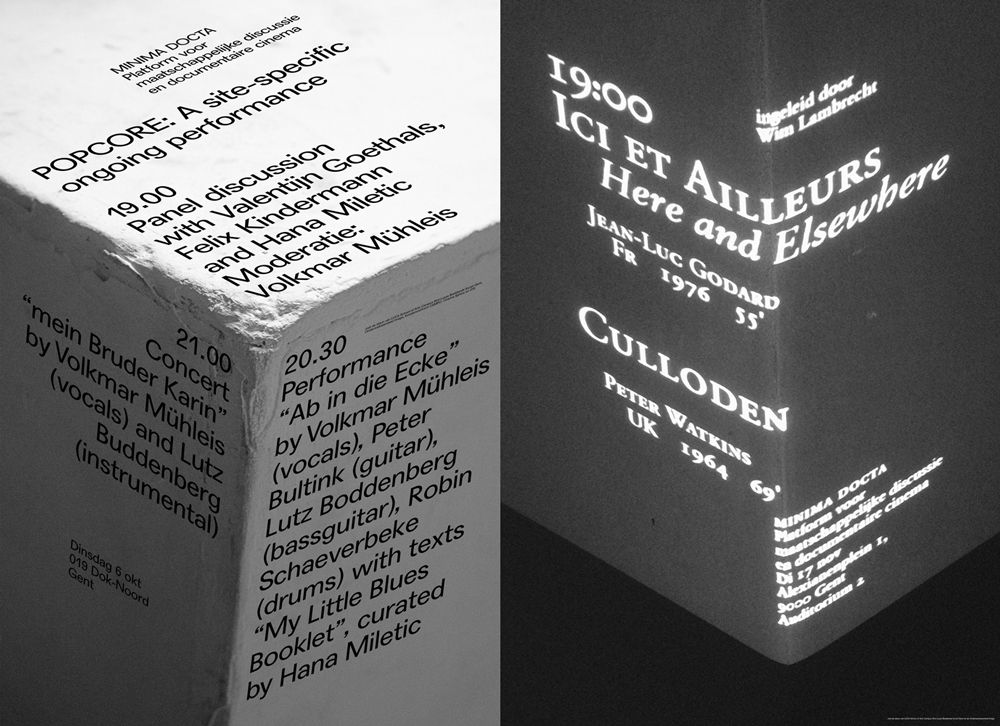 MINIMA DOCTA
Platform voor
maatschappelijke discussie
en documentaire cinema
POPCORE: A site-specific
ongoing performance
19.00
Panel discussion
with Valentijn Goethals,
Felix Kindermann
and Hana Miletic
Moderatie:
Volkmar Mühleis
21.00
Concert
“mein Bruder Karin”
by Volkmar Mühleis
(vocals) and Lutz
Buddenberg
(instrumental)
Dinsdag 6 okt
019 Dok-Noord
Gent
20.30
Performance
“Ab in die Ecke”
by Volkmar Mühleis
(vocals), Peter
Bultink (guitar),
Lutz Boddenberg
(bassguitar), Robin
Schaeverbeke
(drums) with texts
“My Little Blues
Booklet”, curated
by Hana Miletic
19:00
ingeleid door
Wim Lambrecht
ICI ET AILLEURS
Here and Elsewhere
JEAN-LUC GODARD
FR 1976 55'
CULLODEN
PETER WATKINS
UK 1964 69'
MINIMA DOCTA
Platform voor
maatschappelijke discussie
en documentaire cinema
Di 17 nov
Alexianenplein 1,
9000 Gent
Auditorium 2